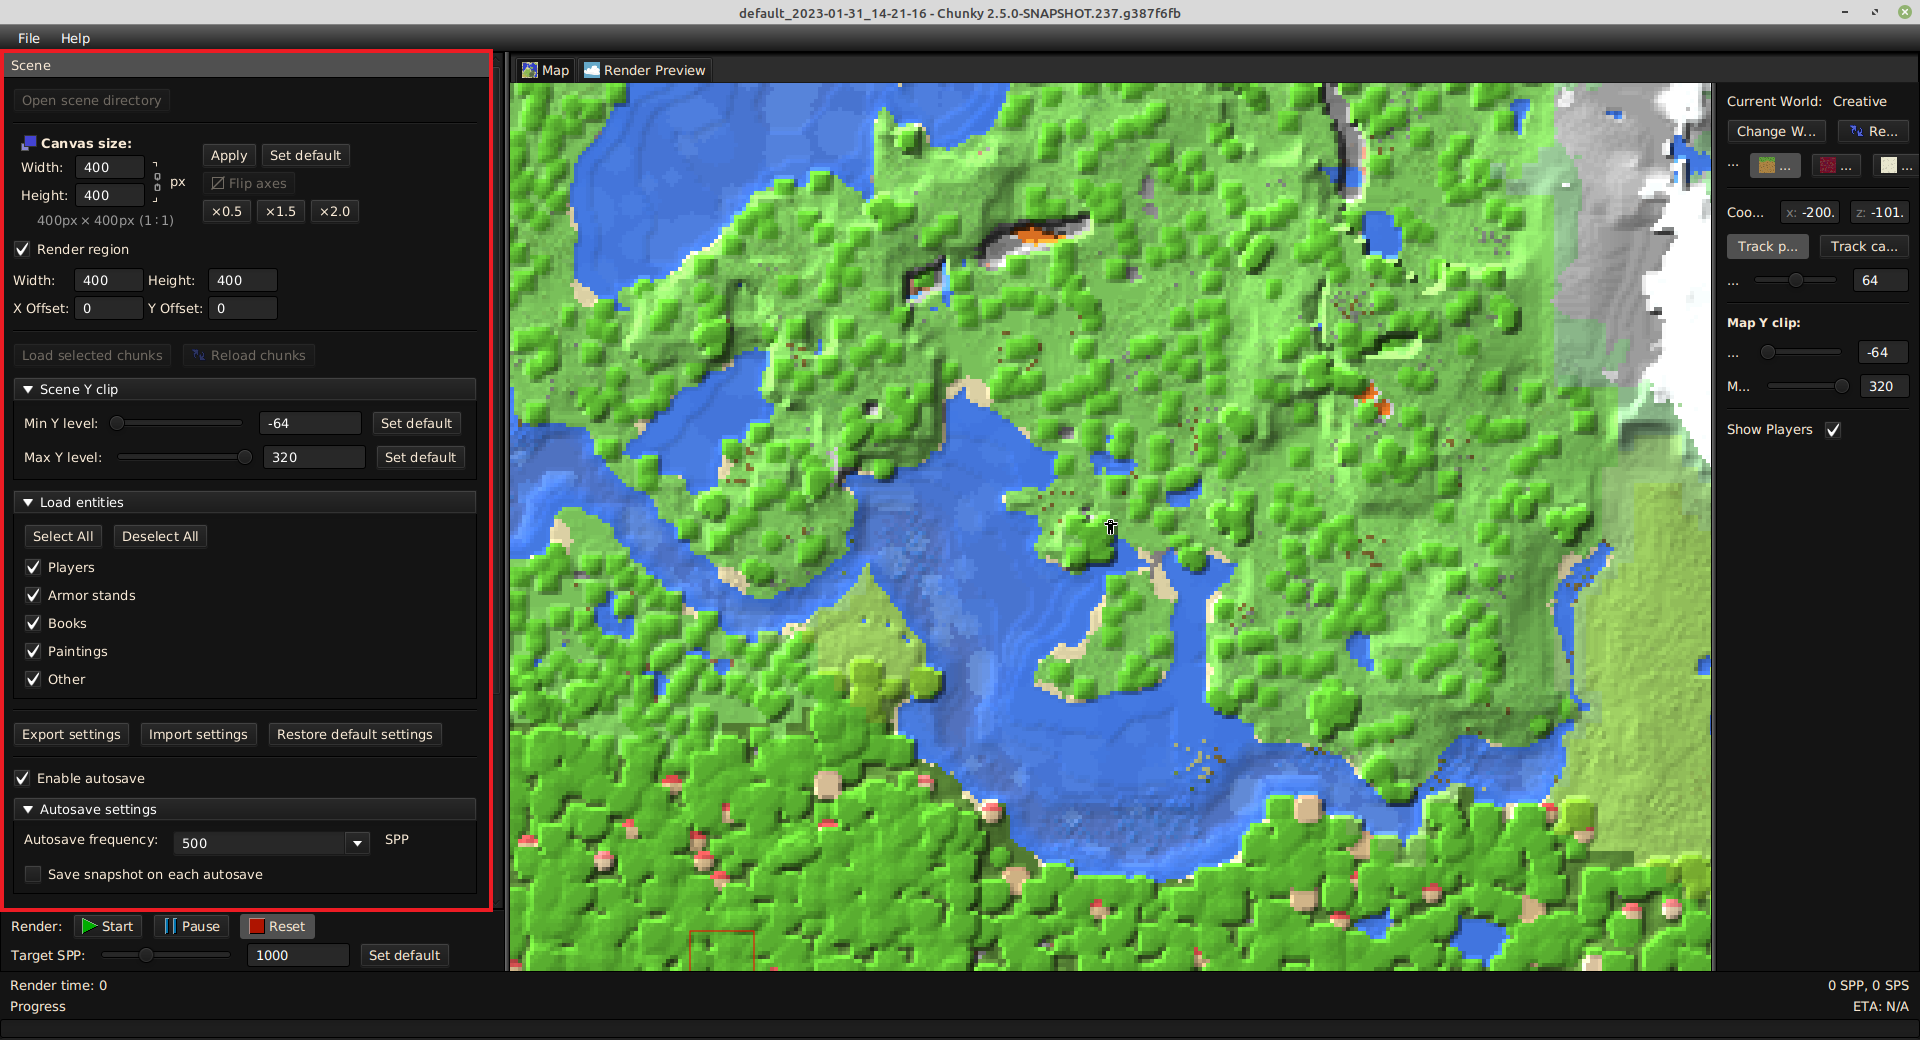 default_2023-01-31_14-21-16 - Chunky 2.5.0-SNAPSHOT.237.g387f6fb
File Help
Scene
Open scene directory
Canvas size:
Width: 400
Height: 400
px
400px × 400px (1:1)
Apply Set default
Flip axes
×0.5 ×1.5 ×2.0
Render region
Width: 400 Height: 400
X Offset: 0 Y Offset: 0
Load selected chunks Reload chunks
Scene Y clip
Min Y level: -64 Set default
Max Y level: 320 Set default
Load entities
Select All Deselect All
Players
Armor stands
Books
Paintings
Other
Export settings Import settings Restore default settings
Enable autosave
Autosave settings
Autosave frequency: 500 SPP
Save snapshot on each autosave
Render: Start Pause Reset
Target SPP: 1000 Set default
Render time: 0
Progress
Map Render Preview
Current World: Creative
Change W... Re...
... ... ... ...
Coo... x: -200. z: -101.
Track p... Track ca...
... 64
Map Y clip:
... -64
M... 320
Show Players
0 SPP, 0 SPS
ETA: N/A